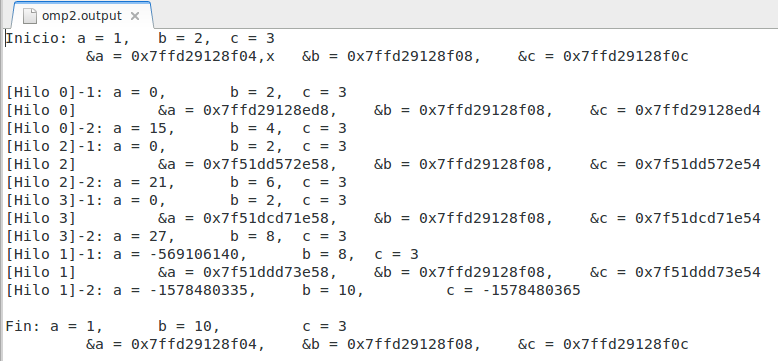 omp2.output ×
Inicio: a = 1,   b = 2,  c = 3
         &a = 0x7ffd29128f04,x   &b = 0x7ffd29128f08,    &c = 0x7ffd29128f0c
[Hilo 0]-1: a = 0,       b = 2,  c = 3
[Hilo 0]         &a = 0x7ffd29128ed8,    &b = 0x7ffd29128f08,    &c = 0x7ffd29128ed4
[Hilo 0]-2: a = 15,      b = 4,  c = 3
[Hilo 2]-1: a = 0,       b = 2,  c = 3
[Hilo 2]         &a = 0x7f51dd572e58,    &b = 0x7ffd29128f08,    &c = 0x7f51dd572e54
[Hilo 2]-2: a = 21,      b = 6,  c = 3
[Hilo 3]-1: a = 0,       b = 2,  c = 3
[Hilo 3]         &a = 0x7f51dcd71e58,    &b = 0x7ffd29128f08,    &c = 0x7f51dcd71e54
[Hilo 3]-2: a = 27,      b = 8,  c = 3
[Hilo 1]-1: a = -569106140,      b = 8,  c = 3
[Hilo 1]         &a = 0x7f51ddd73e58,    &b = 0x7ffd29128f08,    &c = 0x7f51ddd73e54
[Hilo 1]-2: a = -1578480335,     b = 10,         c = -1578480365
Fin: a = 1,      b = 10,         c = 3
         &a = 0x7ffd29128f04,    &b = 0x7ffd29128f08,    &c = 0x7ffd29128f0c